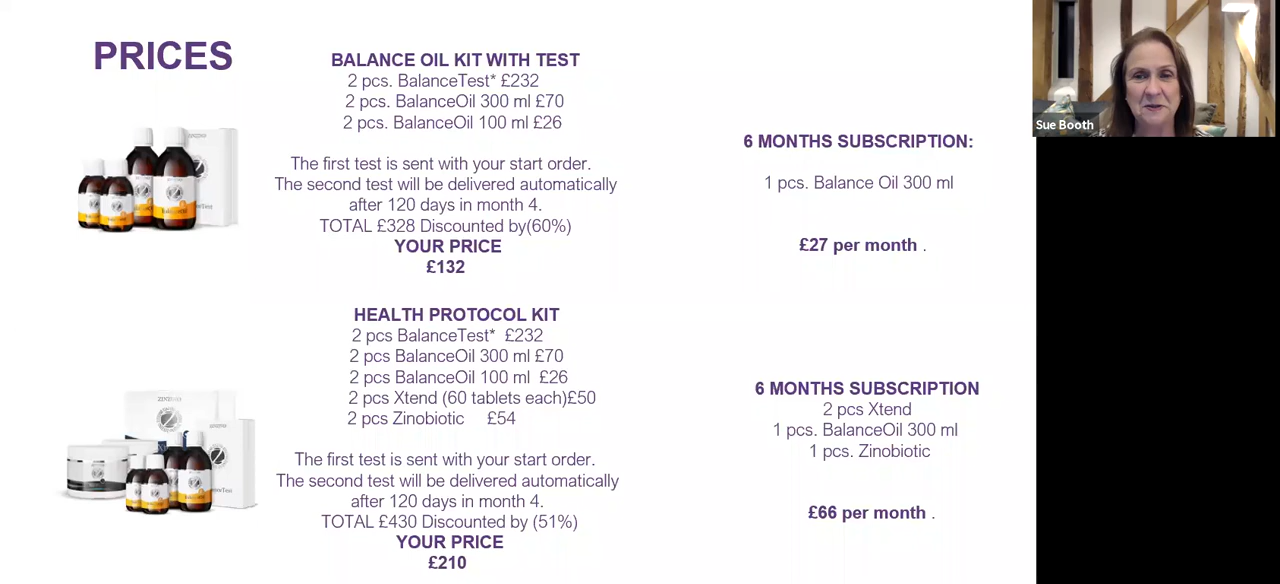 PRICES
BALANCE OIL KIT WITH TEST
2 pcs. BalanceTest* £232
2 pcs. BalanceOil 300 ml £70
2 pcs. BalanceOil 100 ml £26
The first test is sent with your start order.
The second test will be delivered automatically
after 120 days in month 4.
TOTAL £328 Discounted by(60%)
YOUR PRICE
£132
6 MONTHS SUBSCRIPTION:
1 pcs. Balance Oil 300 ml
£27 per month .
Sue Booth
HEALTH PROTOCOL KIT
2 pcs BalanceTest* £232
2 pcs BalanceOil 300 ml £70
2 pcs BalanceOil 100 ml £26
2 pcs Xtend (60 tablets each)£50
2 pcs Zinobiotic £54
The first test is sent with your start order.
The second test will be delivered automatically
after 120 days in month 4.
TOTAL £430 Discounted by (51%)
YOUR PRICE
£210
6 MONTHS SUBSCRIPTION
2 pcs Xtend
1 pcs. BalanceOil 300 ml
1 pcs. Zinobiotic
£66 per month .